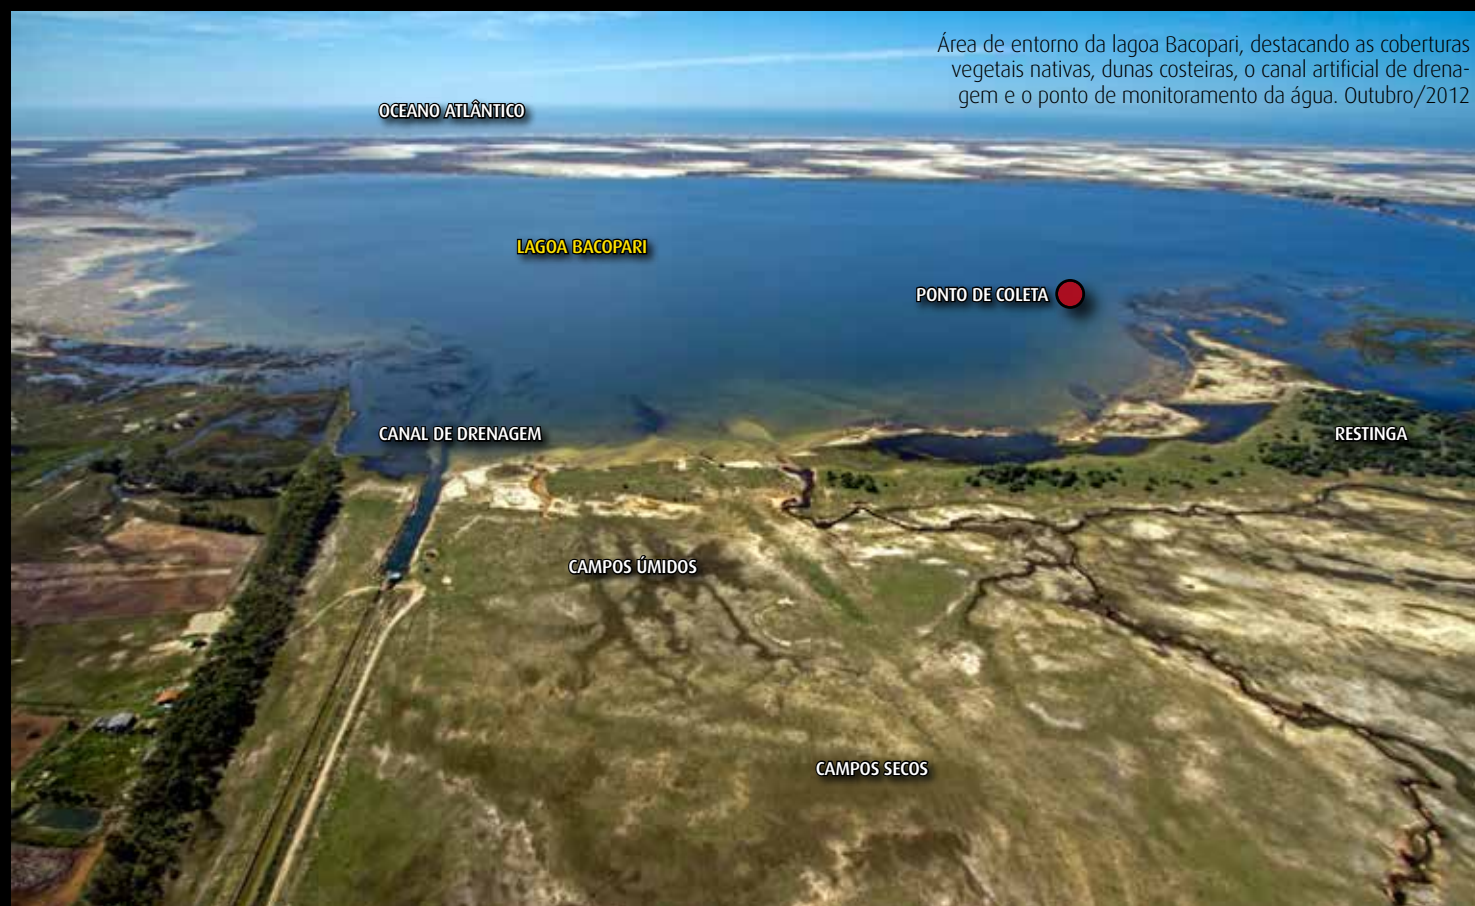 Área de entorno da lagoa Bacopari, destacando as coberturas
vegetais nativas, dunas costeiras, o canal artificial de drena-
gem e o ponto de monitoramento da água. Outubro/2012
OCEANO ATLÂNTICO
LAGOA BACOPARI
PONTO DE COLETA
CANAL DE DRENAGEM
RESTINGA
CAMPOS ÚMIDOS
CAMPOS SECOS